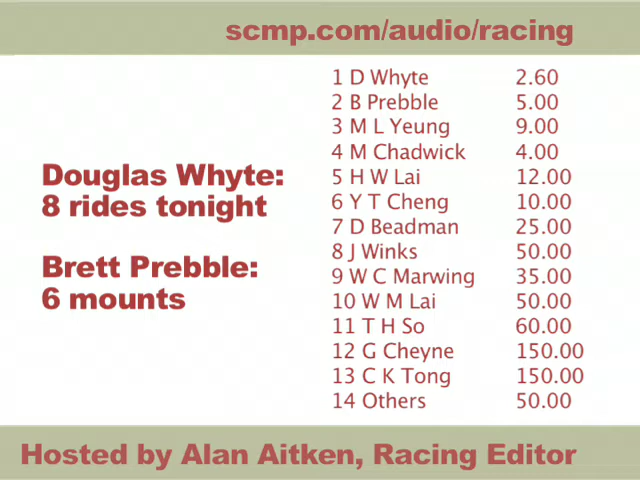 scmp.com/audio/racing
Douglas Whyte:
8 rides tonight
Brett Prebble:
6 mounts
1 D Whyte 2.60
2 B Prebble 5.00
3 M L Yeung 9.00
4 M Chadwick 4.00
5 H W Lai 12.00
6 Y T Cheng 10.00
7 D Beadman 25.00
8 J Winks 50.00
9 W C Marwing 35.00
10 W M Lai 50.00
11 T H So 60.00
12 G Cheyne 150.00
13 C K Tong 150.00
14 Others 50.00
Hosted by Alan Aitken, Racing Editor